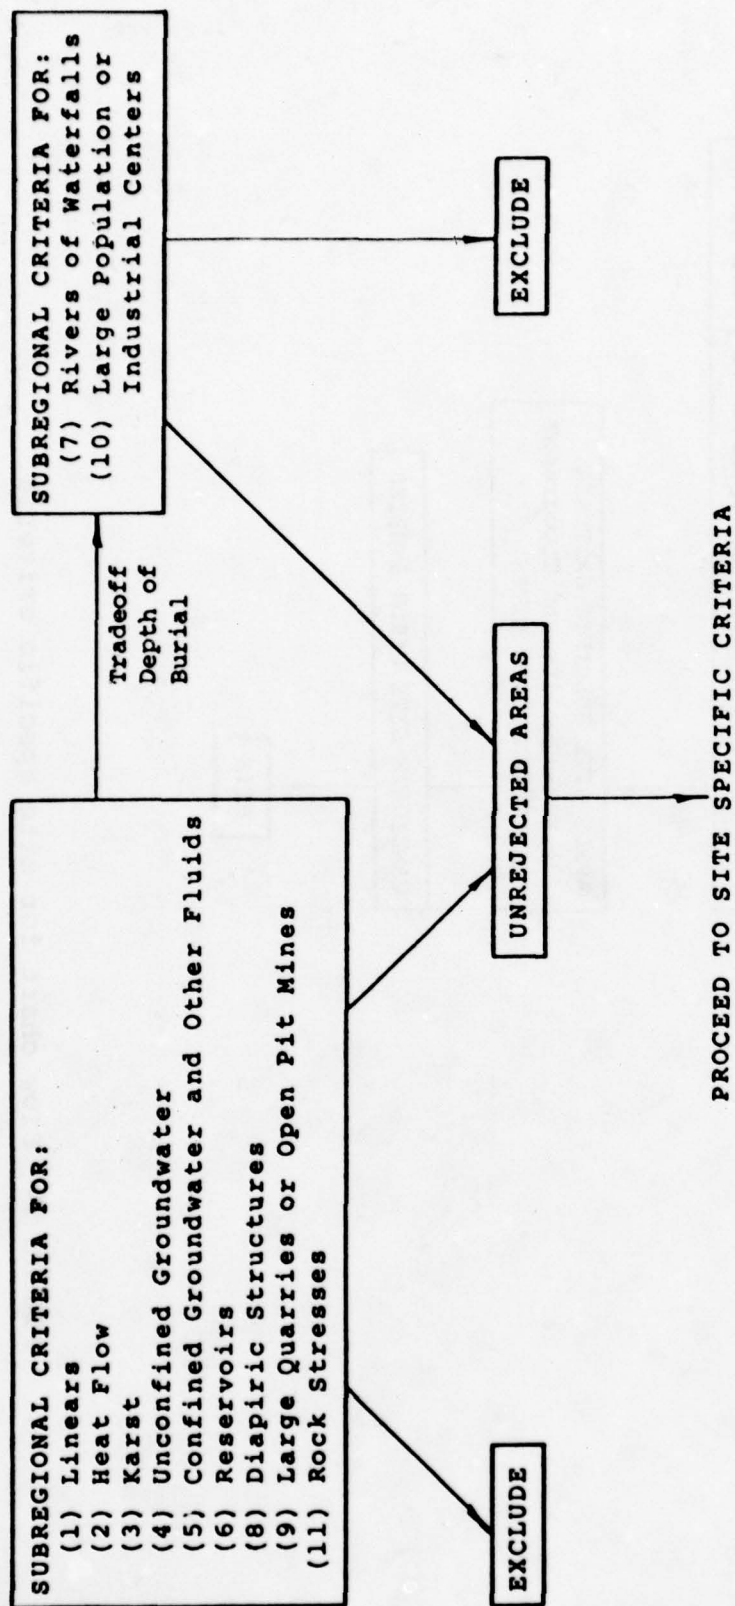 SUBREGIONAL CRITERIA FOR:
(1) Linears
(2) Heat Flow
(3) Karst
(4) Unconfined Groundwater
(5) Confined Groundwater and Other Fluids
(6) Reservoirs
(8) Diapiric Structures
(9) Large Quarries or Open Pit Mines
(11) Rock Stresses
Tradeoff
Depth of
Burial
SUBREGIONAL CRITERIA FOR:
(7) Rivers of Waterfalls
(10) Large Population or
Industrial Centers
EXCLUDE
UNREJECTED AREAS
EXCLUDE
PROCEED TO SITE SPECIFIC CRITERIA